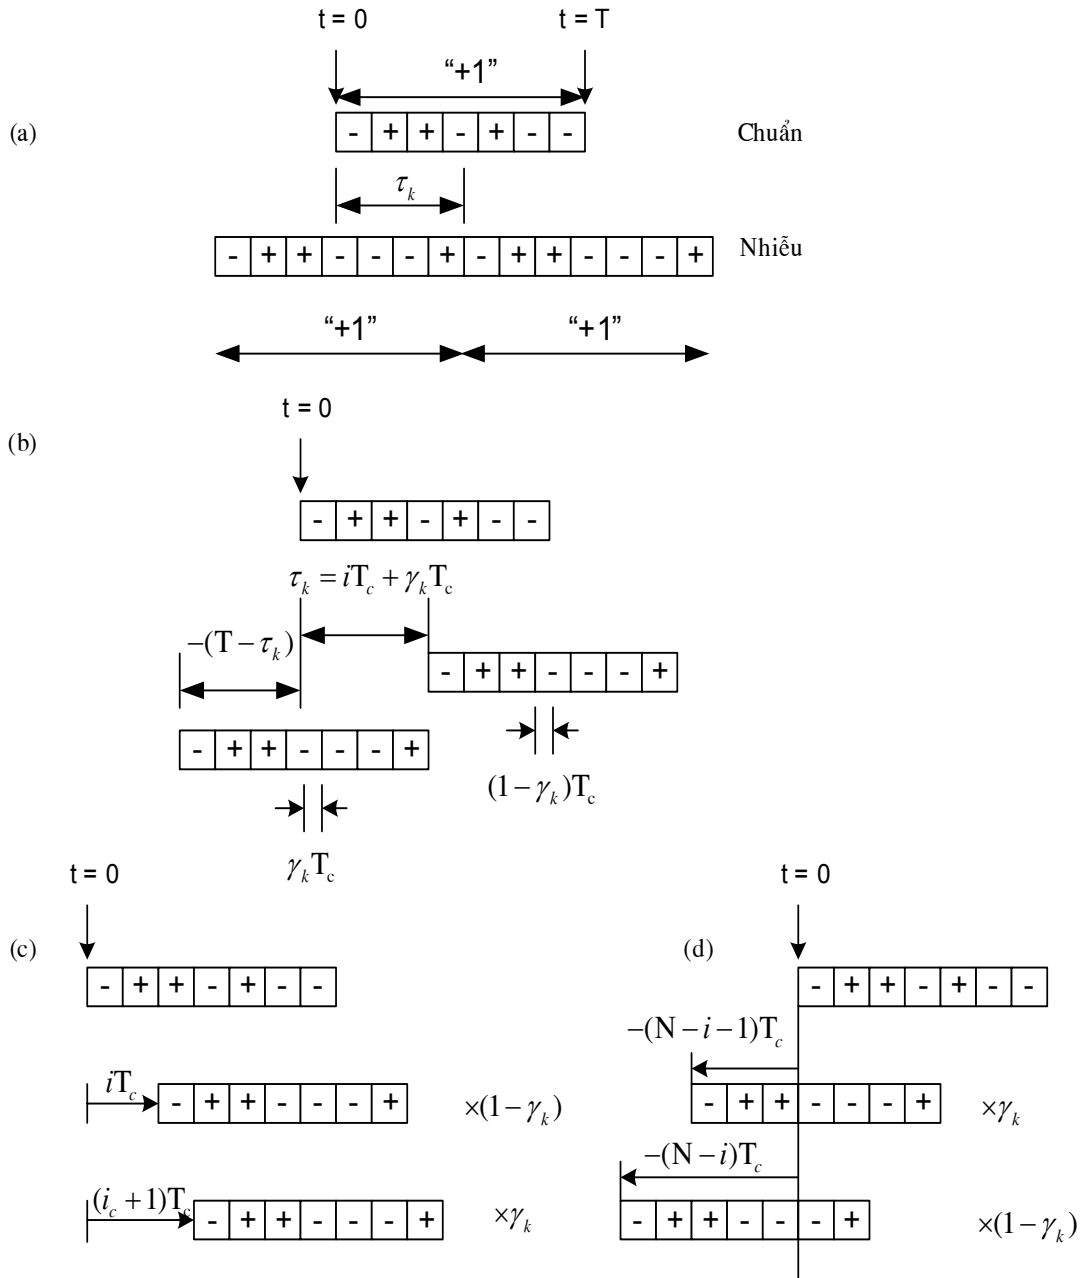 t = 0 t = T
“+1”
(a) - + + - + - - Chuẩn
τ_k
- + + - - - + - + + - - - + Nhiễu
“+1” “+1”
t = 0
(b)
- + + - + - -
τ_k = iT_c + γ_kT_c
−(T − τ_k)
- + + - - - +
- + + - - - +
(1 − γ_k)T_c
γ_kT_c
t = 0 t = 0
(c) (d)
- + + - + - - - + + - + - -
−(N − i − 1)T_c
iT_c
- + + - - - + ×(1 − γ_k) - + + - - - + ×γ_k
−(N − i)T_c
(i_c + 1)T_c
- + + - - - + ×γ_k - + + - - - + ×(1 − γ_k)